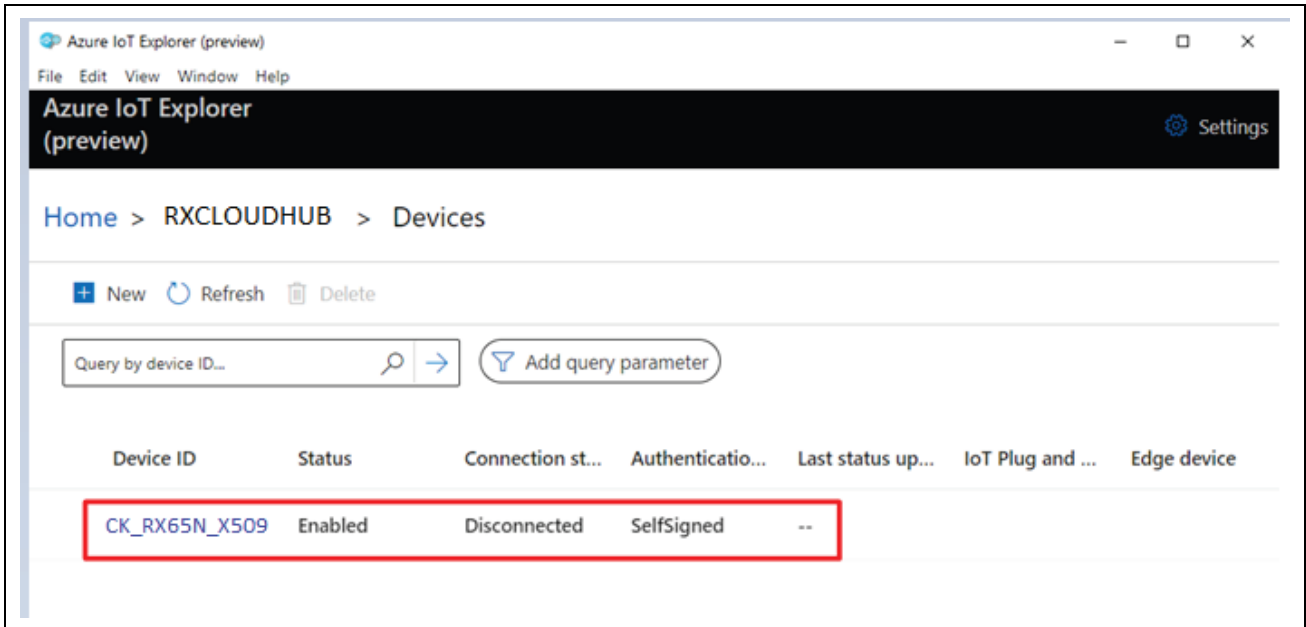 Azure IoT Explorer (preview)
File Edit View Window Help
Azure IoT Explorer
(preview)
Settings
Home > RXCLOUDHUB > Devices
New Refresh Delete
Query by device ID... Add query parameter
Device ID Status Connection st... Authenticatio... Last status up... IoT Plug and ... Edge device
CK_RX65N_X509 Enabled Disconnected SelfSigned --